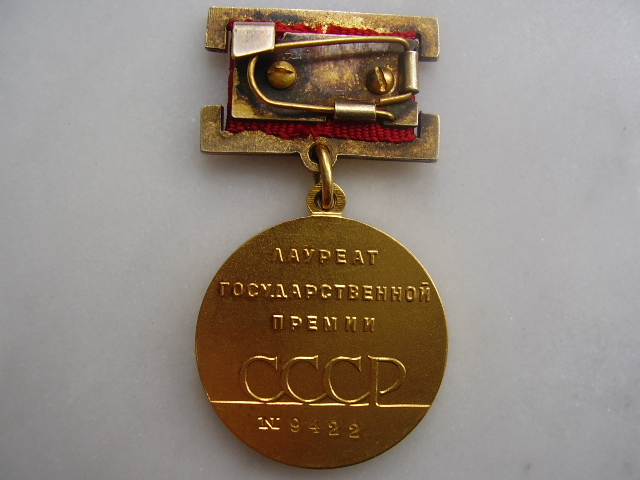 ЛАУРЕАТ
ГОСУДАРСТВЕННОЙ
ПРЕМИИ
СССР
№ 9422